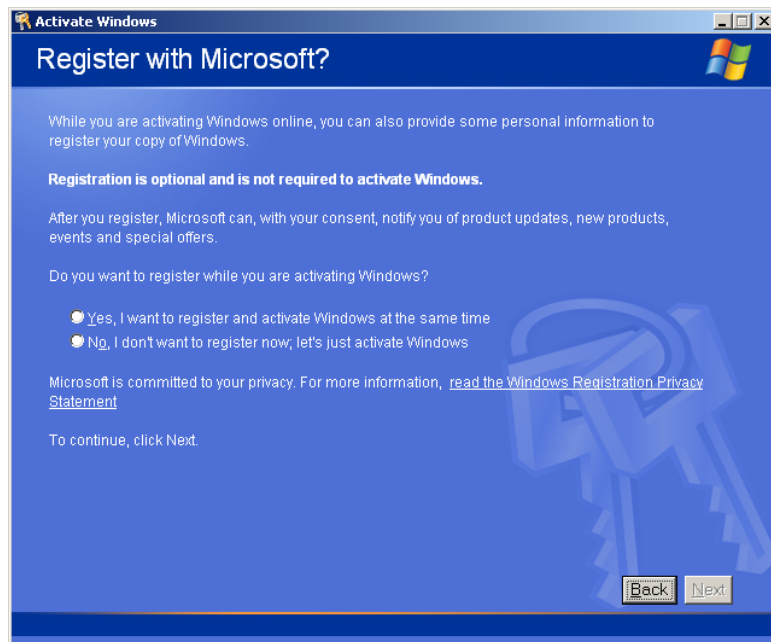 Activate Windows
Register with Microsoft?
While you are activating Windows online, you can also provide some personal information to
register your copy of Windows.
Registration is optional and is not required to activate Windows.
After you register, Microsoft can, with your consent, notify you of product updates, new products,
events and special offers.
Do you want to register while you are activating Windows?
Yes, I want to register and activate Windows at the same time
No, I don't want to register now; let's just activate Windows
Microsoft is committed to your privacy. For more information, read the Windows Registration Privacy
Statement
To continue, click Next.
Back Next